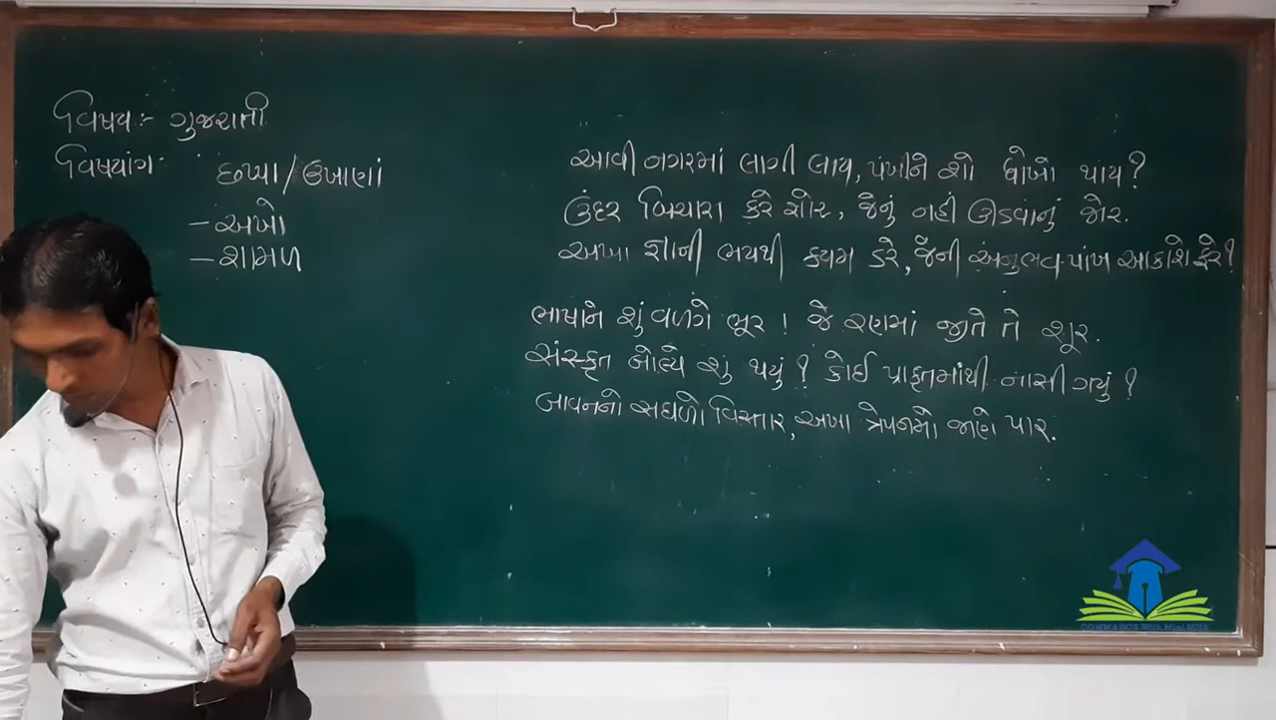 વિષય:- ગુજરાતી
વિષયાંગ:
છપ્પા/ઉખાણાં
- અખો
- શામળ
આવી નગરમાં લાગી લાય, પંખીને શો ધોખો થાય?
ઉંદર બિચારા કરે શોર, જેનું નહીં ઊડવાનું જોર.
અખા જ્ઞાની ભયથી ક્યમ ડરે, જેની અનુભવ-પાંખ આકાશે ફરે?
ભાષાને શું વળગે ભૂર! જે રણમાં જીતે તે શૂર.
સંસ્કૃત બોલ્યે શું થયું? કોઈ પ્રાકૃતમાંથી નાસી ગયું?
બાવનનો સઘળો વિસ્તાર, અખા ત્રેપનમો જાણે પાર.